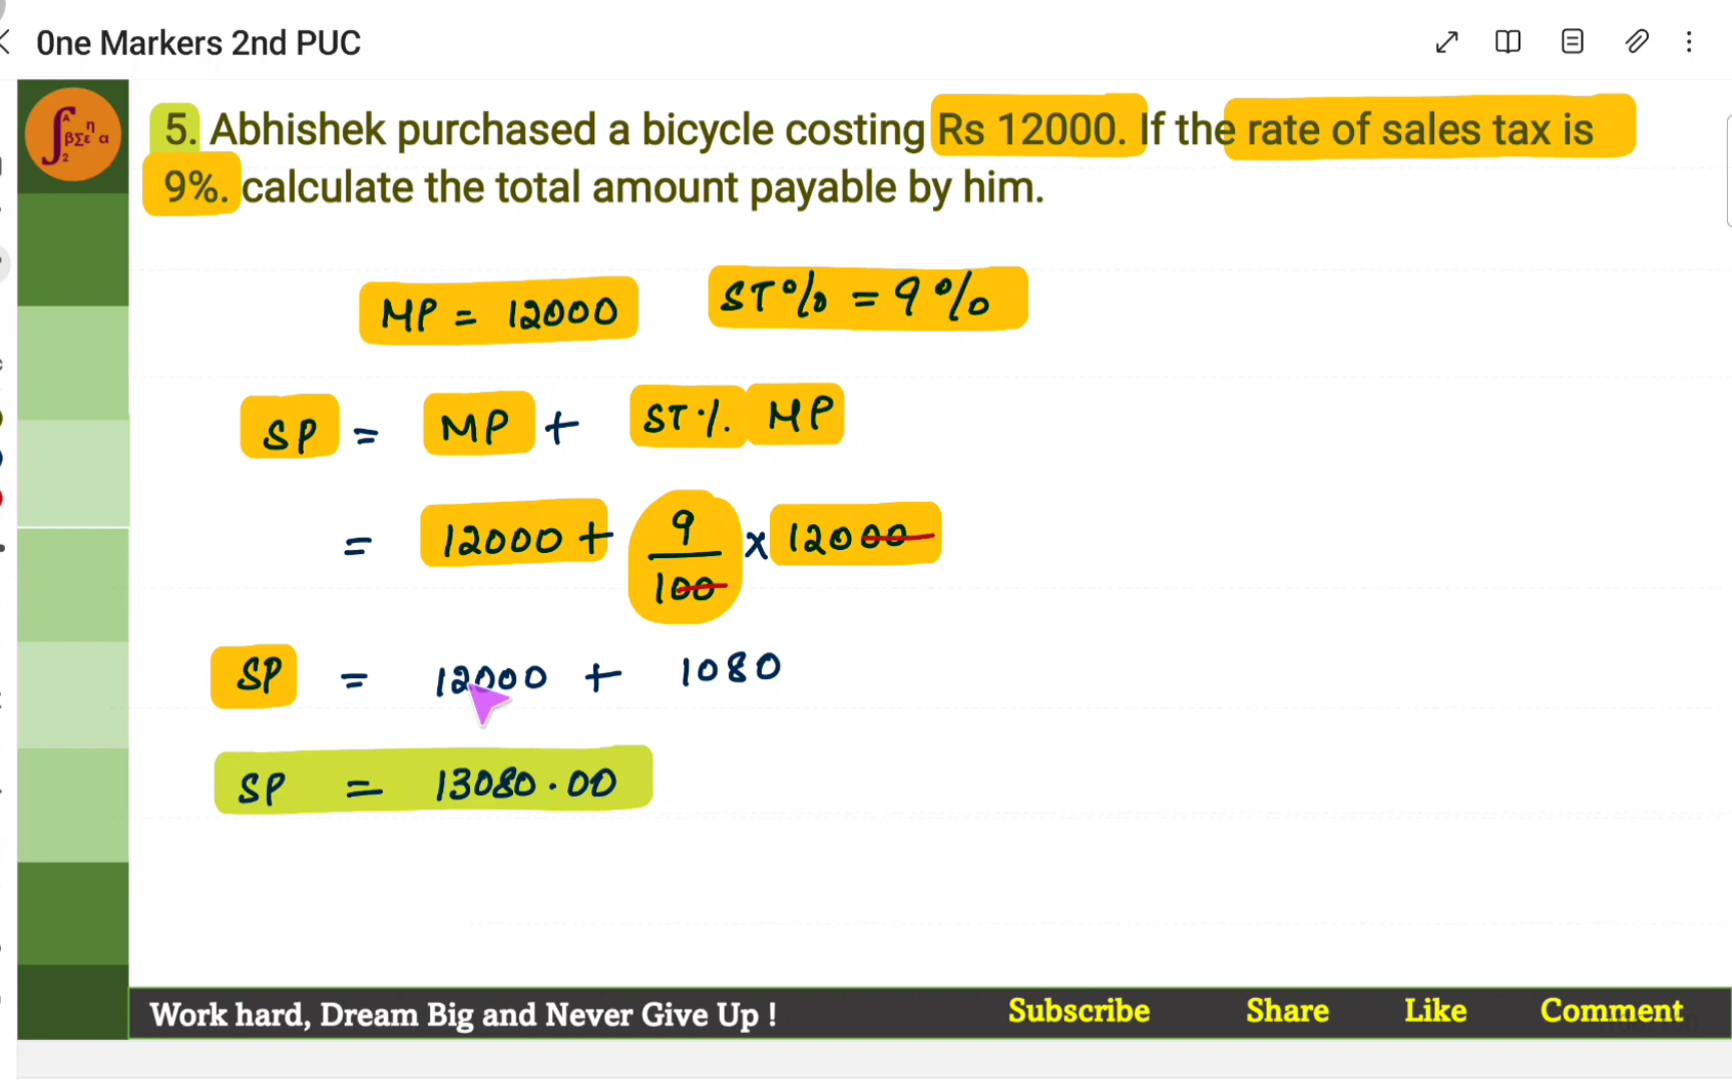 One Markers 2nd PUC
5. Abhishek purchased a bicycle costing Rs 12000. If the rate of sales tax is
9%. calculate the total amount payable by him.
MP = 12000 ST% = 9%
SP = MP + ST% MP
= 12000 + 9/100 x 12000
SP = 12000 + 1080
SP = 13080.00
Work hard, Dream Big and Never Give Up ! Subscribe Share Like Comment